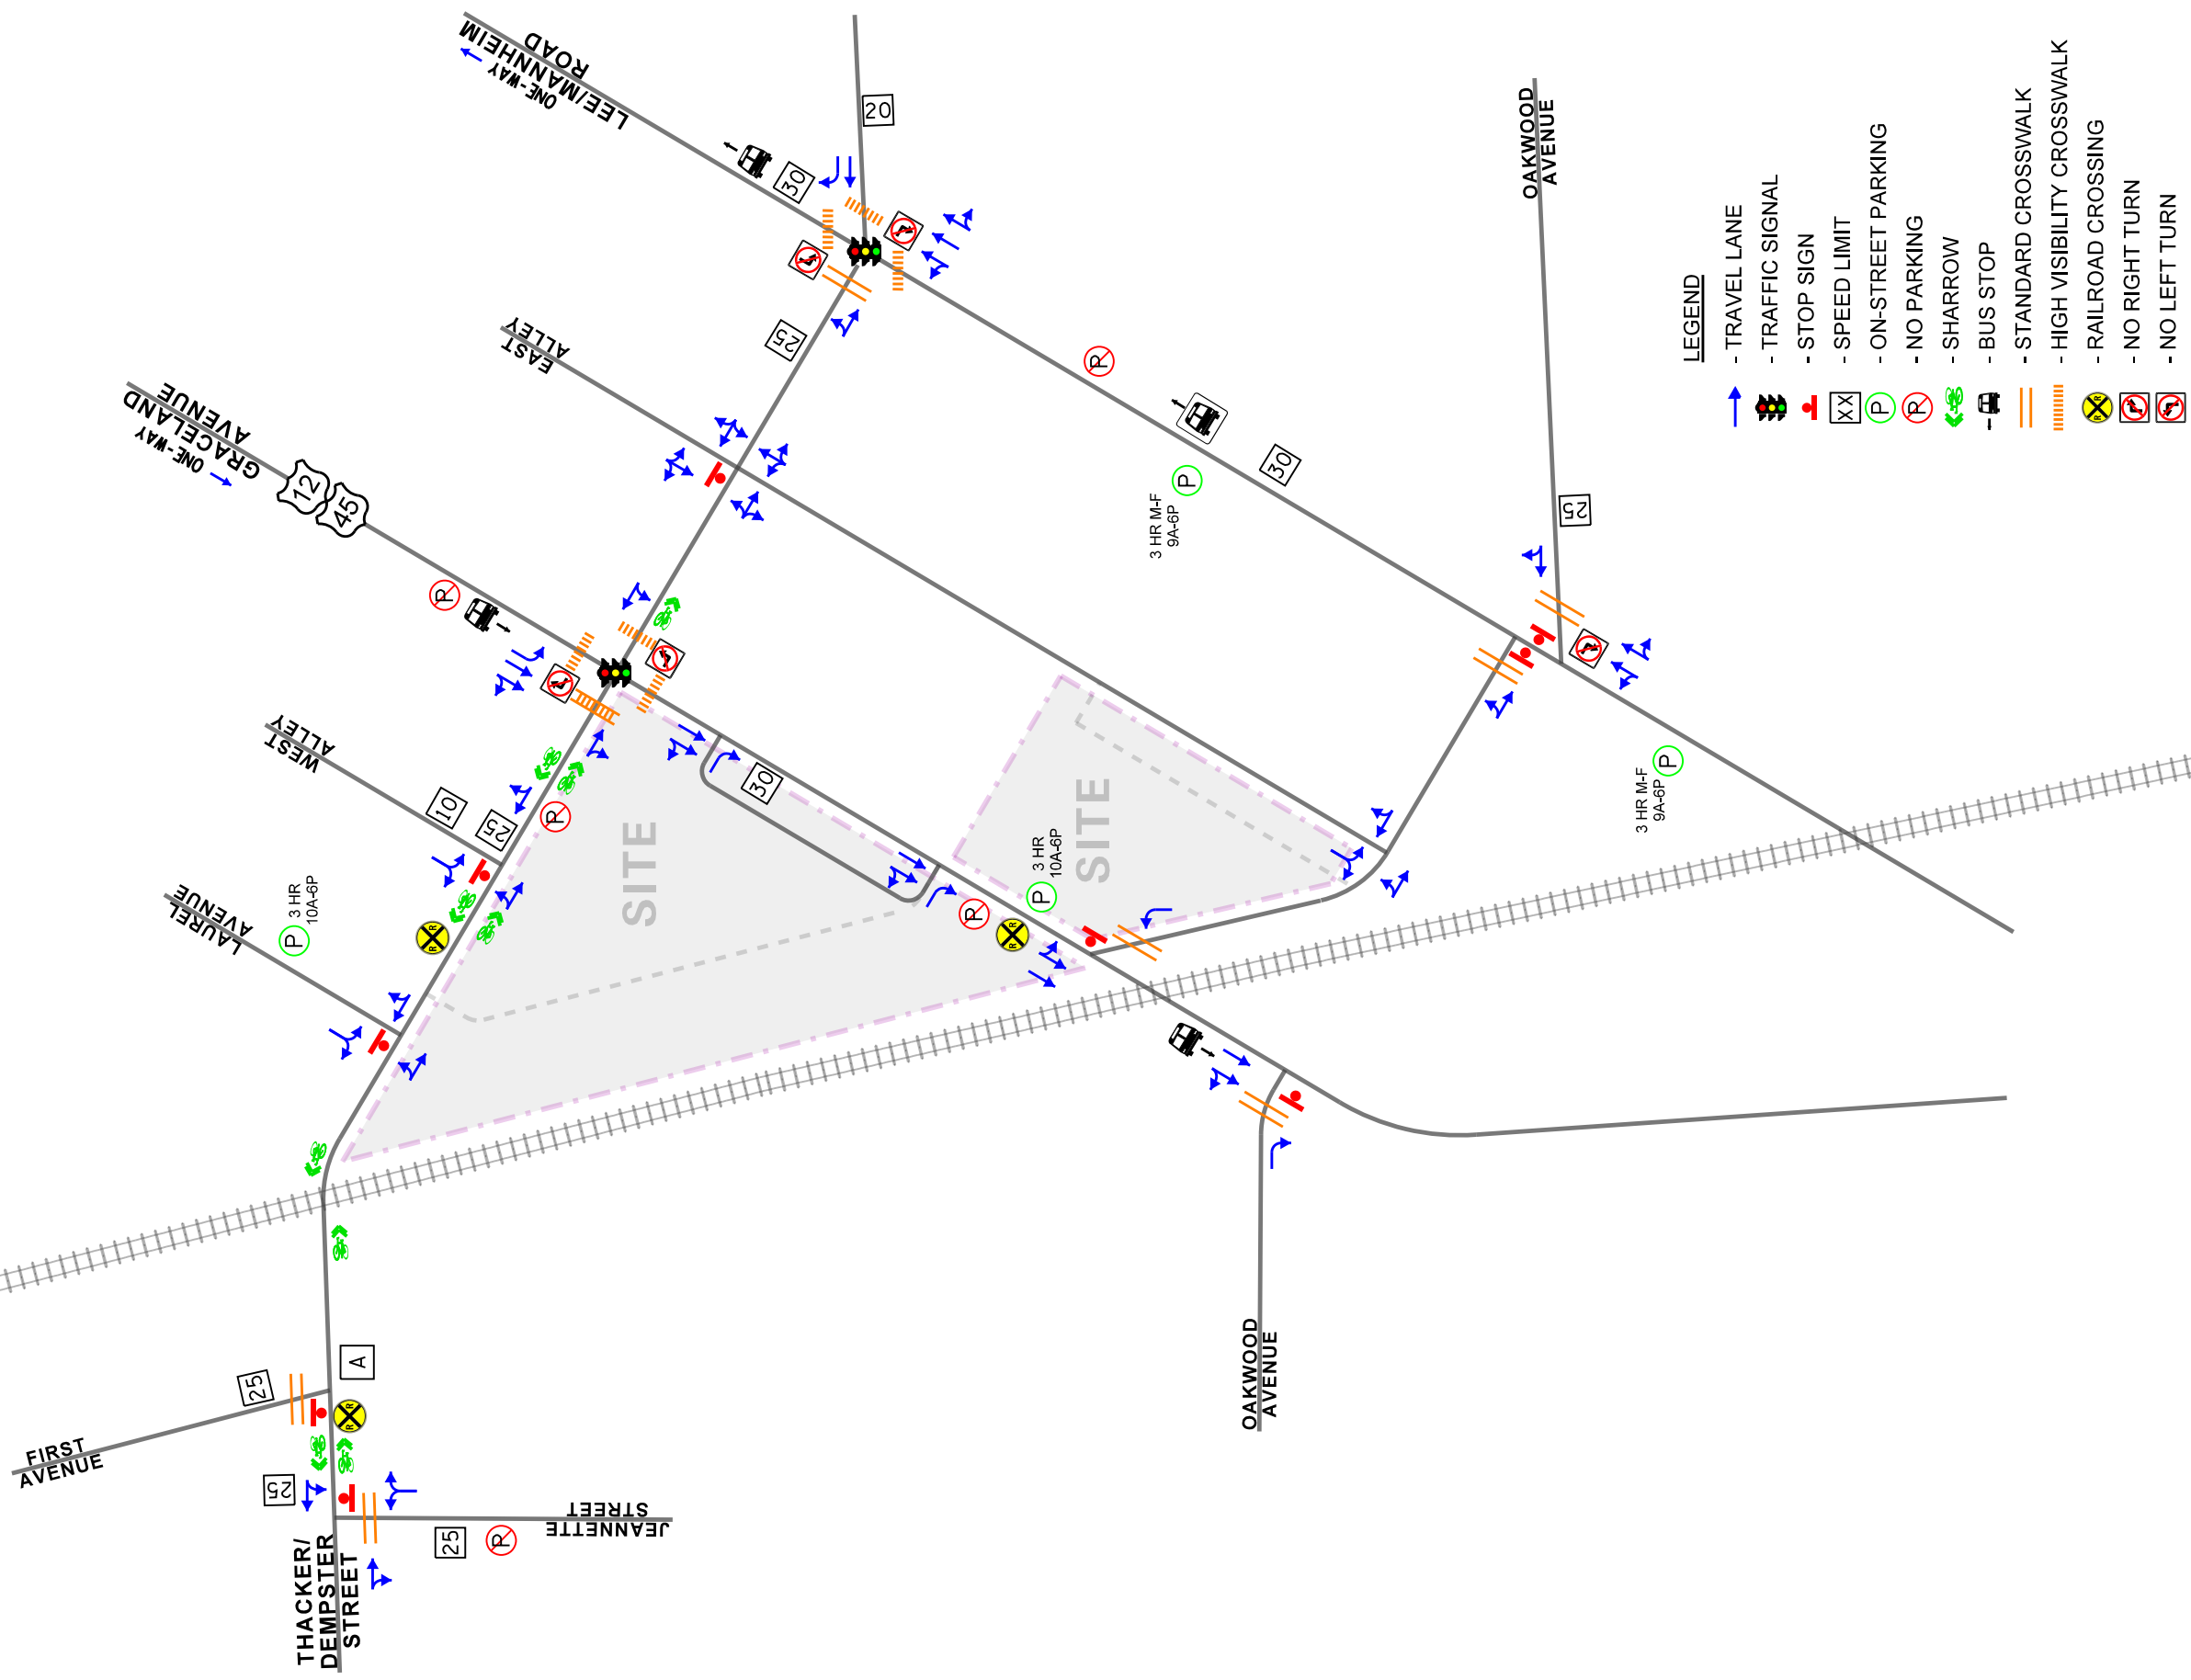 LEE/MANNHEIM
ROAD
ONE-WAY
GRACELAND
AVENUE
ONE-WAY
12
45
EAST
ALLEY
WEST
ALLEY
LAUREL
AVENUE
FIRST
AVENUE
THACKER/
DEMPSTER
STREET
JEANNETTE
STREET
OAKWOOD
AVENUE
OAKWOOD
AVENUE
SITE
SITE
20
30
25
30
25
10
25
30
25
25
25
A
P
3 HR
10A-6P
P
3 HR
10A-6P
P
3 HR M-F
9A-6P
P
3 HR M-F
9A-6P
P
P
P
P
P
R R
R R
R R
LEGEND
- TRAVEL LANE
- TRAFFIC SIGNAL
- STOP SIGN
XX - SPEED LIMIT
P - ON-STREET PARKING
P - NO PARKING
- SHARROW
- BUS STOP
- STANDARD CROSSWALK
- HIGH VISIBILITY CROSSWALK
R R - RAILROAD CROSSING
- NO RIGHT TURN
- NO LEFT TURN